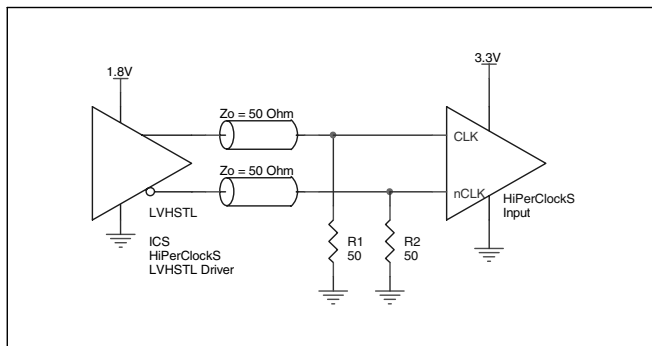 1.8V
3.3V
Zo = 50 Ohm
CLK
Zo = 50 Ohm
nCLK
HiPerClockS
Input
LVHSTL
ICS
HiPerClockS
LVHSTL Driver
R1
50
R2
50